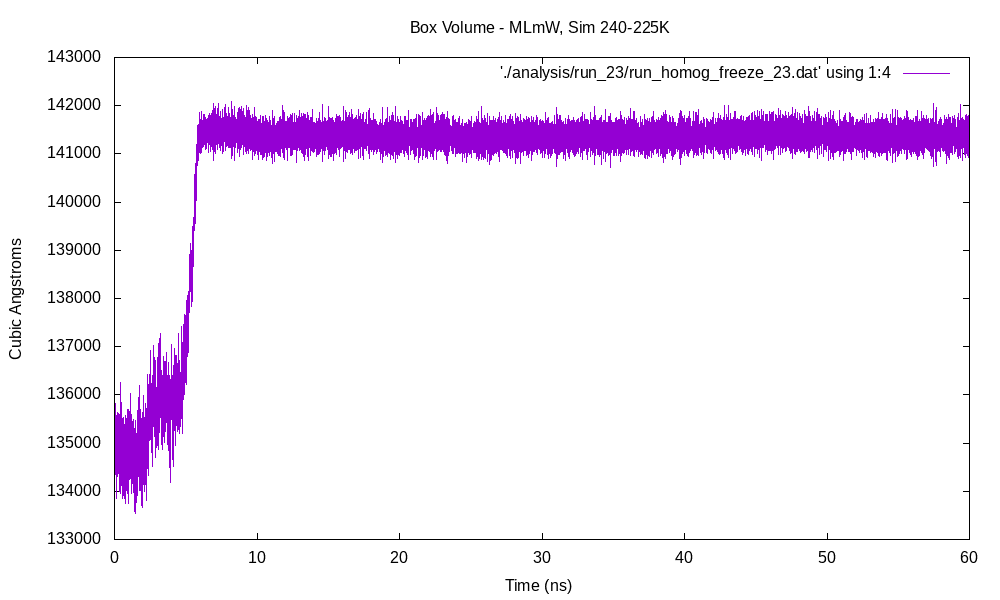 Box Volume - MLmW, Sim 240-225K
'./analysis/run_23/run_homog_freeze_23.dat' using 1:4
143000
142000
141000
140000
139000
138000
137000
136000
135000
134000
133000
Cubic Angstroms
0 10 20 30 40 50 60
Time (ns)